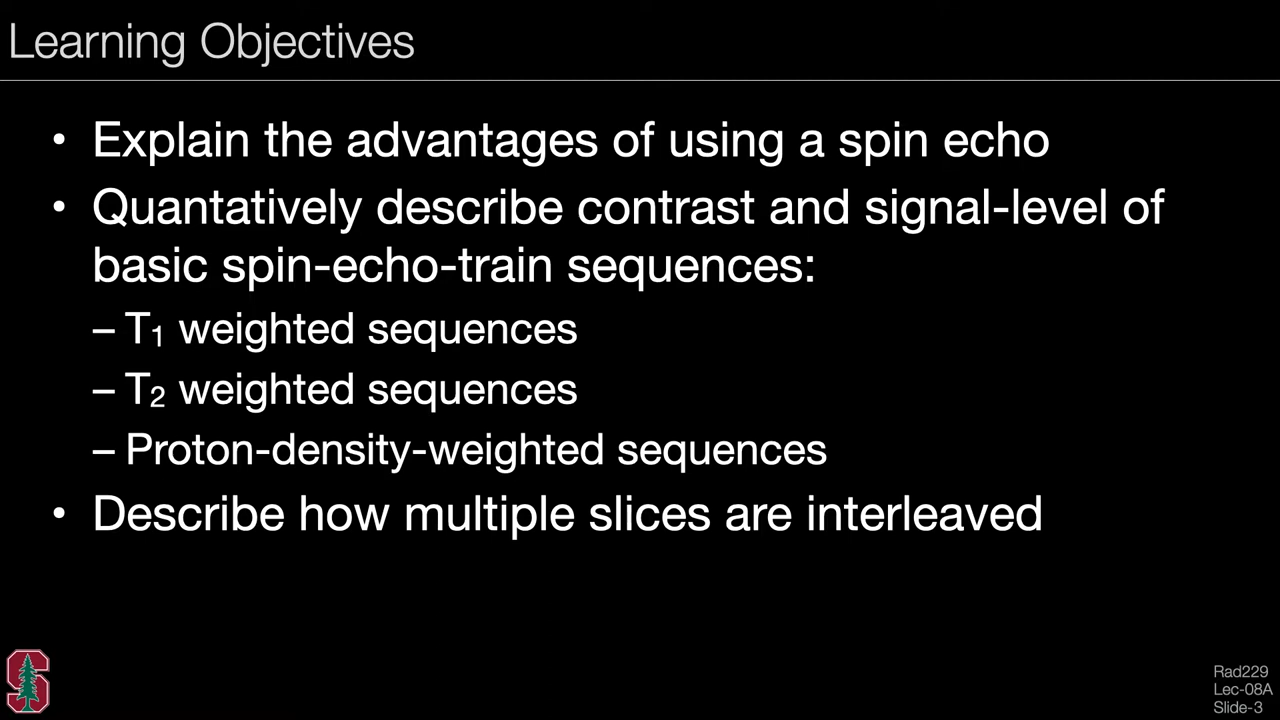 Learning Objectives
• Explain the advantages of using a spin echo
• Quantatively describe contrast and signal-level of
basic spin-echo-train sequences:
– T₁ weighted sequences
– T₂ weighted sequences
– Proton-density-weighted sequences
• Describe how multiple slices are interleaved
S
Rad229
Lec-08A
Slide-3